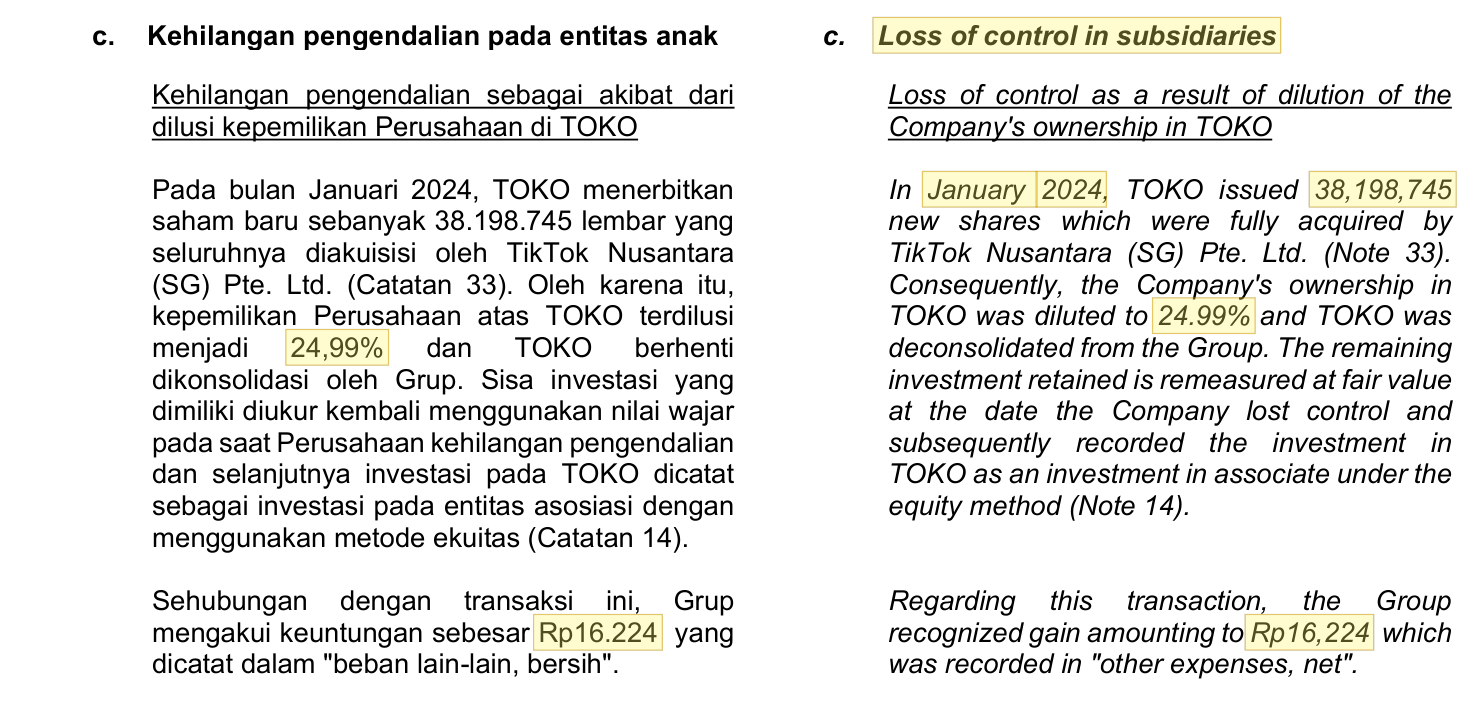 c. Kehilangan pengendalian pada entitas anak
Kehilangan pengendalian sebagai akibat dari
dilusi kepemilikan Perusahaan di TOKO
Pada bulan Januari 2024, TOKO menerbitkan
saham baru sebanyak 38.198.745 lembar yang
seluruhnya diakuisisi oleh TikTok Nusantara
(SG) Pte. Ltd. (Catatan 33). Oleh karena itu,
kepemilikan Perusahaan atas TOKO terdilusi
menjadi 24,99% dan TOKO berhenti
dikonsolidasi oleh Grup. Sisa investasi yang
dimiliki diukur kembali menggunakan nilai wajar
pada saat Perusahaan kehilangan pengendalian
dan selanjutnya investasi pada TOKO dicatat
sebagai investasi pada entitas asosiasi dengan
menggunakan metode ekuitas (Catatan 14).
Sehubungan dengan transaksi ini, Grup
mengakui keuntungan sebesar Rp16.224 yang
dicatat dalam "beban lain-lain, bersih".
c. Loss of control in subsidiaries
Loss of control as a result of dilution of the
Company's ownership in TOKO
In January 2024, TOKO issued 38,198,745
new shares which were fully acquired by
TikTok Nusantara (SG) Pte. Ltd. (Note 33).
Consequently, the Company's ownership in
TOKO was diluted to 24.99% and TOKO was
deconsolidated from the Group. The remaining
investment retained is remeasured at fair value
at the date the Company lost control and
subsequently recorded the investment in
TOKO as an investment in associate under the
equity method (Note 14).
Regarding this transaction, the Group
recognized gain amounting to Rp16,224 which
was recorded in "other expenses, net".